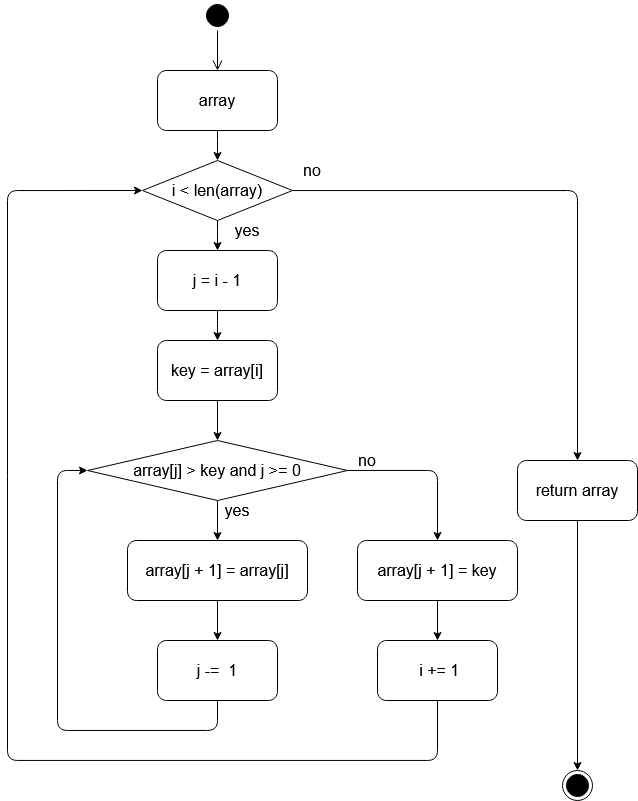 array
i < len(array)
no
yes
j = i - 1
key = array[i]
array[j] > key and j >= 0
no
yes
return array
array[j + 1] = array[j]
array[j + 1] = key
j -= 1
i += 1